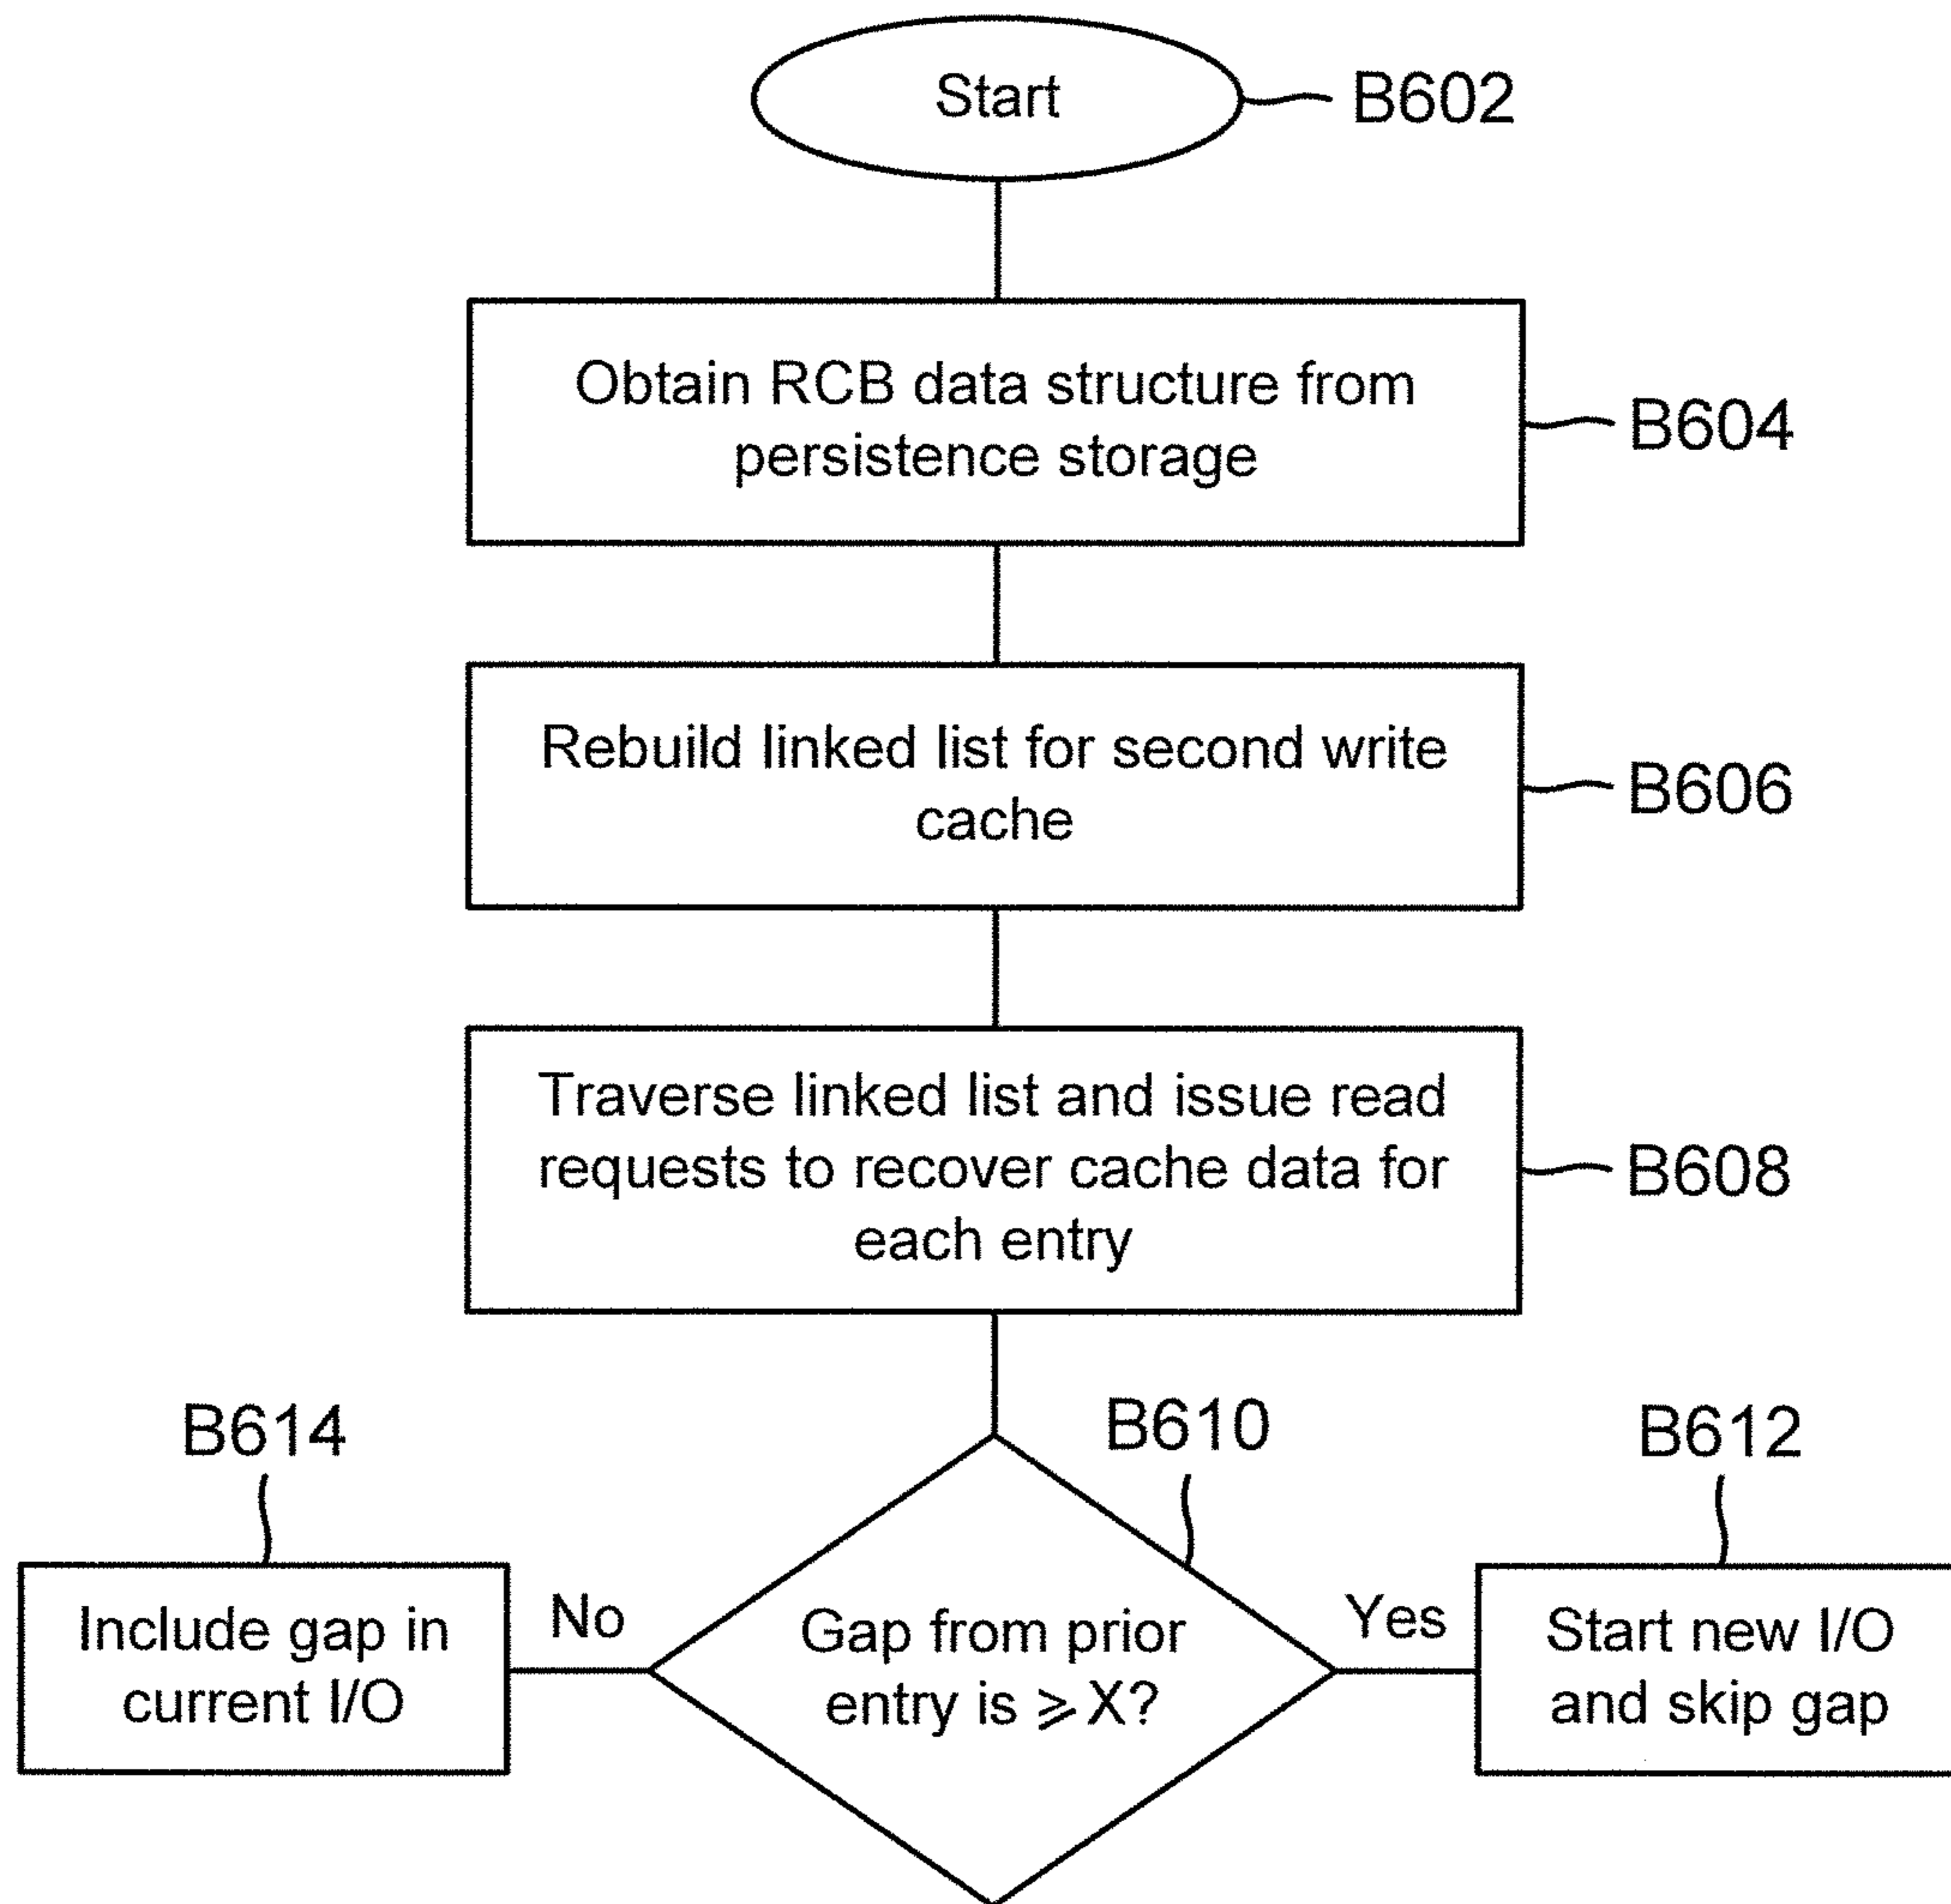 Start
B602
Obtain RCB data structure from
persistence storage
B604
Rebuild linked list for second write
cache
B606
Traverse linked list and issue read
requests to recover cache data for
each entry
B608
B614
B610
B612
Include gap in
current I/O
No
Gap from prior
entry is ⩾ X?
Yes
Start new I/O
and skip gap